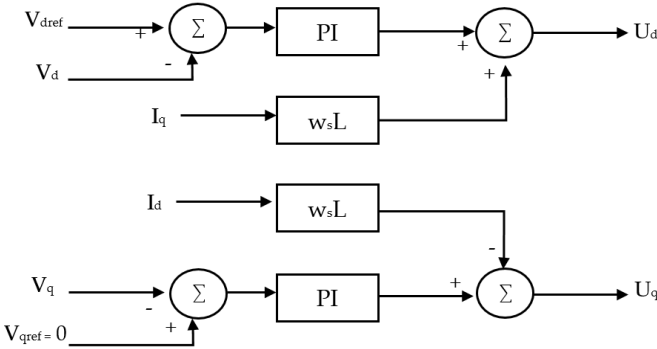 Vdref
+
Σ
PI
+
Σ
Ud
-
Vd
+
Iq
wsL
Id
wsL
-
Vq
-
Σ
PI
+
Σ
Uq
+
Vqref = 0